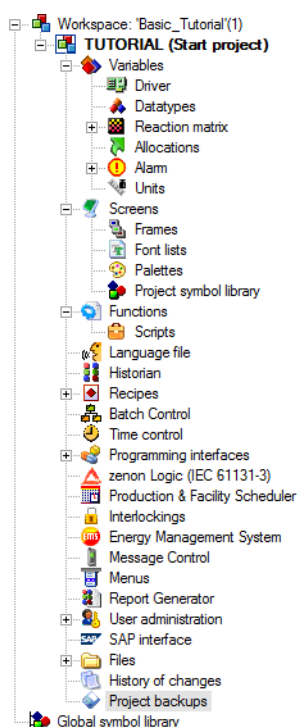 Workspace: 'Basic_Tutorial'(1)
TUTORIAL (Start project)
Variables
Driver
Datatypes
Reaction matrix
Allocations
Alarm
Units
Screens
Frames
Font lists
Palettes
Project symbol library
Functions
Scripts
Language file
Historian
Recipes
Batch Control
Time control
Programming interfaces
zenon Logic (IEC 61131-3)
Production & Facility Scheduler
Interlockings
EMS Energy Management System
Message Control
Menus
Report Generator
User administration
SAP SAP interface
Files
History of changes
Project backups
Global symbol library